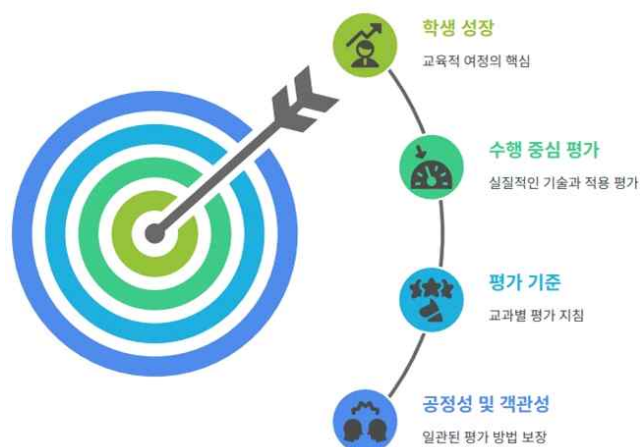 학생 성장
교육적 여정의 핵심
수행 중심 평가
실질적인 기술과 적용 평가
평가 기준
교과별 평가 지침
공정성 및 객관성
일관된 평가 방법 보장